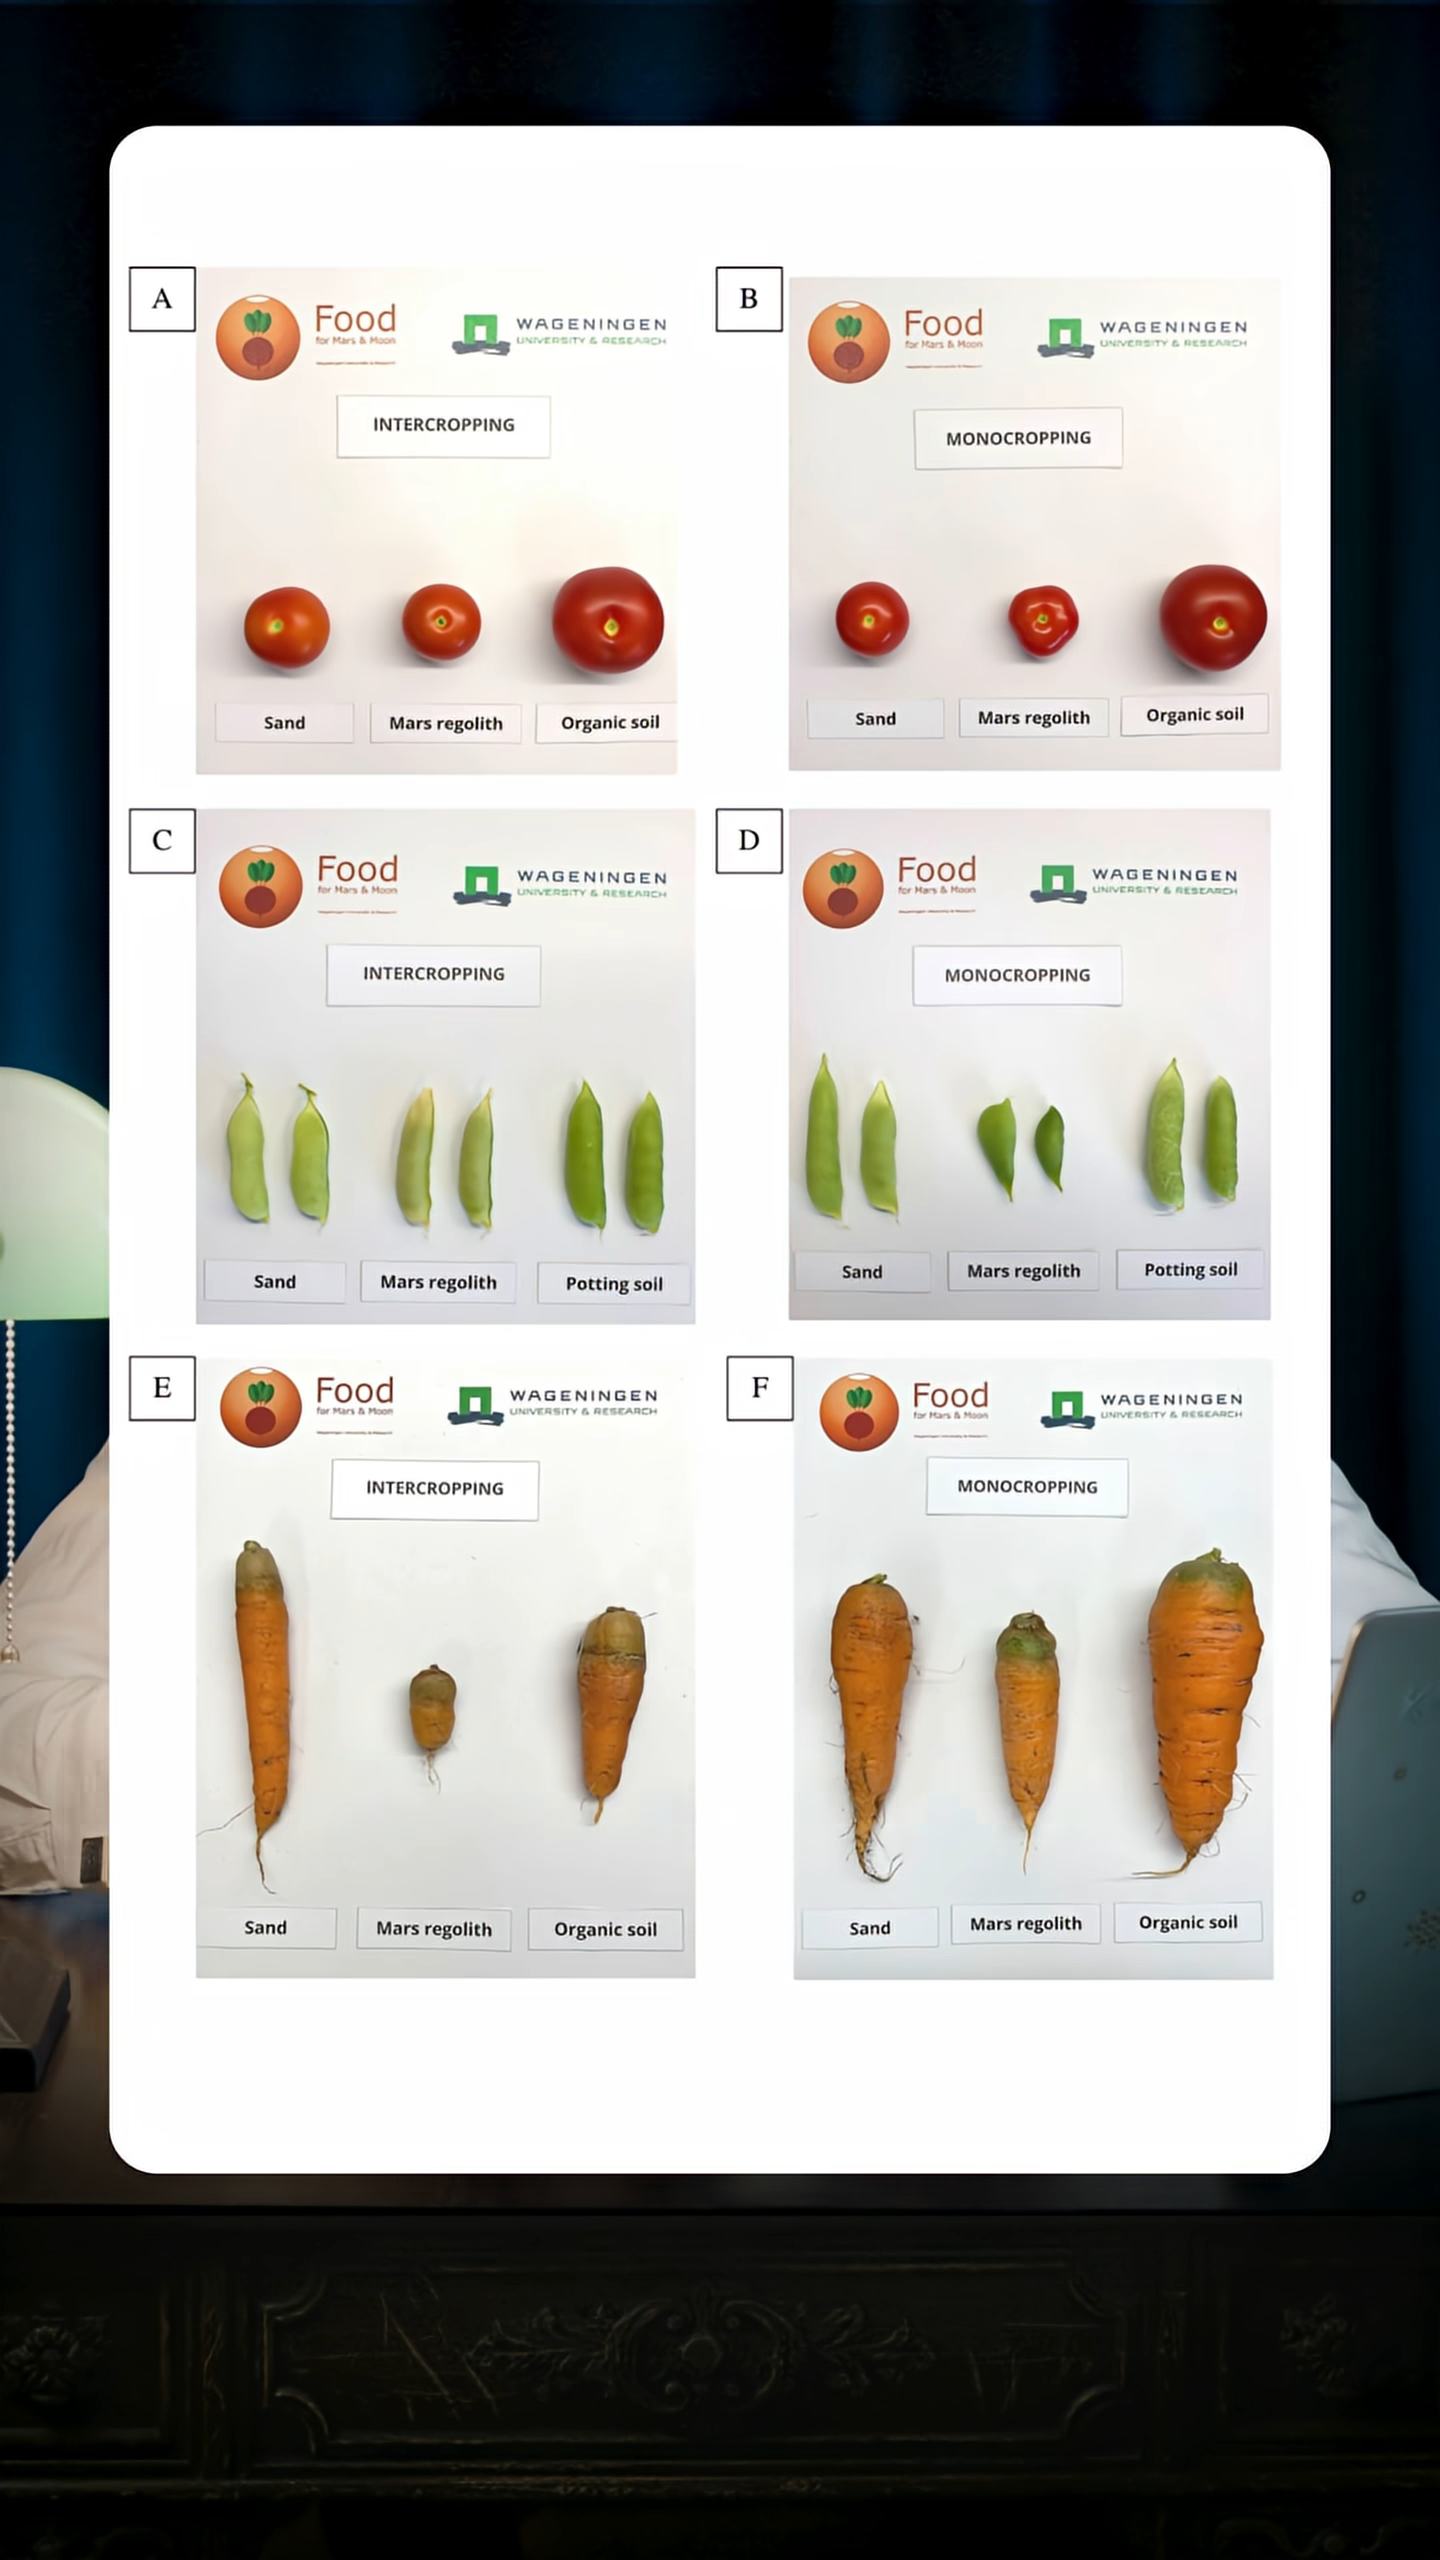 A
Food
for Mars & Moon
WAGENINGEN
UNIVERSITY & RESEARCH
INTERCROPPING
Sand
Mars regolith
Organic soil
B
Food
for Mars & Moon
WAGENINGEN
UNIVERSITY & RESEARCH
MONOCROPPING
Sand
Mars regolith
Organic soil
C
Food
for Mars & Moon
WAGENINGEN
UNIVERSITY & RESEARCH
INTERCROPPING
Sand
Mars regolith
Potting soil
D
Food
for Mars & Moon
WAGENINGEN
UNIVERSITY & RESEARCH
MONOCROPPING
Sand
Mars regolith
Potting soil
E
Food
for Mars & Moon
WAGENINGEN
UNIVERSITY & RESEARCH
INTERCROPPING
Sand
Mars regolith
Organic soil
F
Food
for Mars & Moon
WAGENINGEN
UNIVERSITY & RESEARCH
MONOCROPPING
Sand
Mars regolith
Organic soil